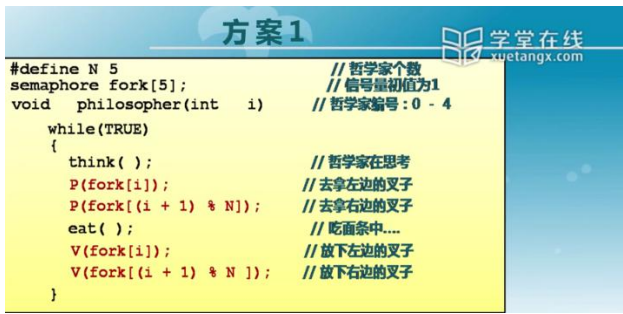 方案1
学堂在线
xuetangx.com
#define N 5 // 哲学家个数
semaphore fork[5]; // 信号量初值为1
void philosopher(int i) // 哲学家编号:0 - 4
while(TRUE)
{
think( ); // 哲学家在思考
P(fork[i]); // 去拿左边的叉子
P(fork[(i + 1) % N]); // 去拿右边的叉子
eat( ); // 吃面条中....
V(fork[i]); // 放下左边的叉子
V(fork[(i + 1) % N ]); // 放下右边的叉子
}